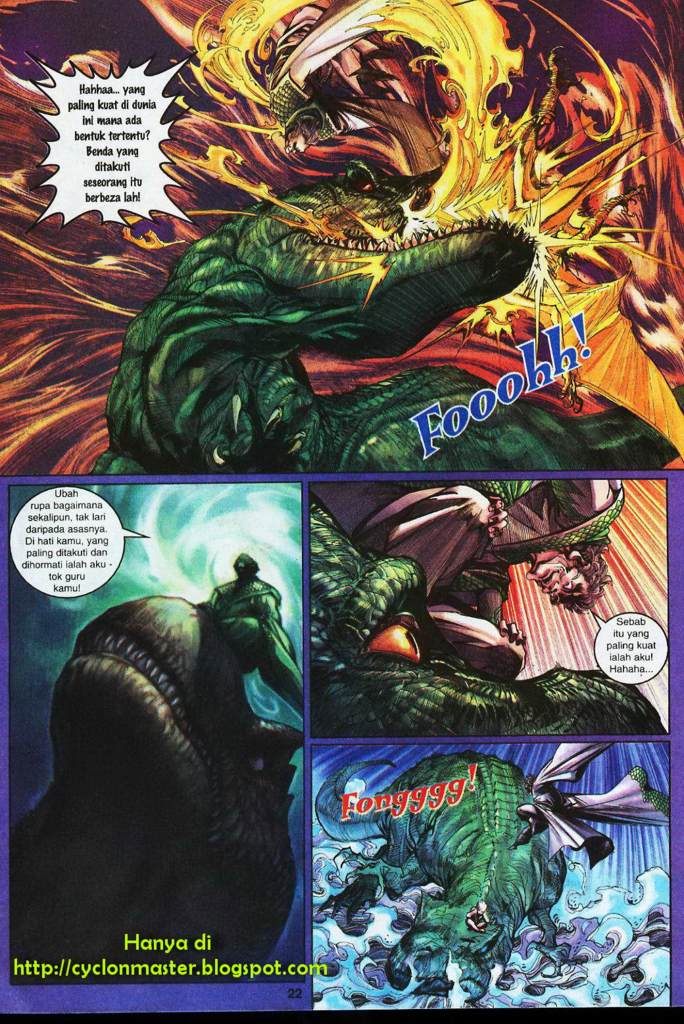 Hahhaa... yang
paling kuat di dunia
ini mana ada
bentuk tertentu?
Benda yang
ditakuti
seseorang itu
berbeza lah!
Fooohh!
Ubah
rupa bagaimana
sekalipun, tak lari
daripada asasnya.
Di hati kamu, yang
paling ditakuti dan
dihormati ialah aku -
tok guru
kamu!
Sebab
itu yang
paling kuat
ialah aku!
Hahaha...
Fongggg!
Hanya di
http://cyclonmaster.blogspot.com
22